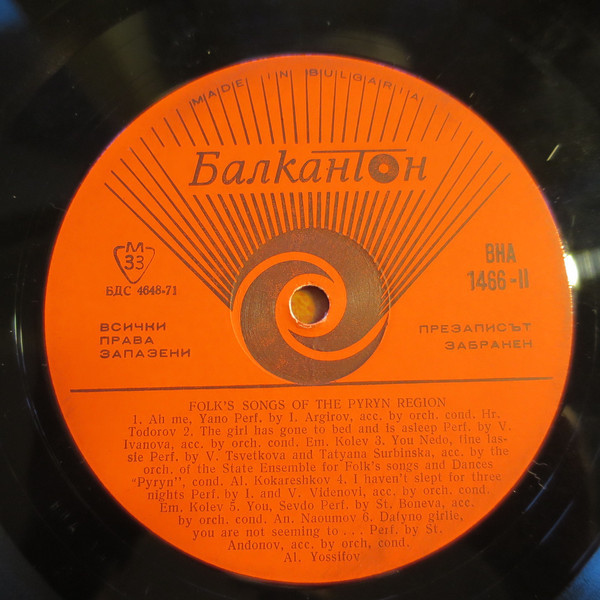 MADE IN BULGARIA
Балкантон
М
33
БДС 4648-71
ВНА
1466-II
ВСИЧКИ
ПРАВА
ЗАПАЗЕНИ
ПРЕЗАПИСЪТ
ЗАБРАНЕН
FOLK'S SONGS OF THE PYRYN REGION
1. Ah me, Yano Perf. by I. Argirov, acc. by orch. cond. Hr.
Todorov 2. The girl has gone to bed and is asleep Perf. by V.
Ivanova, acc. by orch. cond. Em. Kolev 3. You Nedo, fine las-
sie Perf. by V. Tsvetkova and Tatyana Surbinska, acc. by the
orch. of the State Ensemble for Folk's songs and Dances
"Pyryn", cond. Al. Kokareshkov 4. I haven't slept for three
nights Perf. by I. and V. Videnovi, acc. by orch. cond.
Em. Kolev 5. You, Sevdo Perf. by St. Boneva, acc. by
by orch. cond. An. Naoumov 6. Dafyno girlie,
you are not seeming to... Perf. by St.
Andonov, acc. by orch, cond.
Al. Yossifov